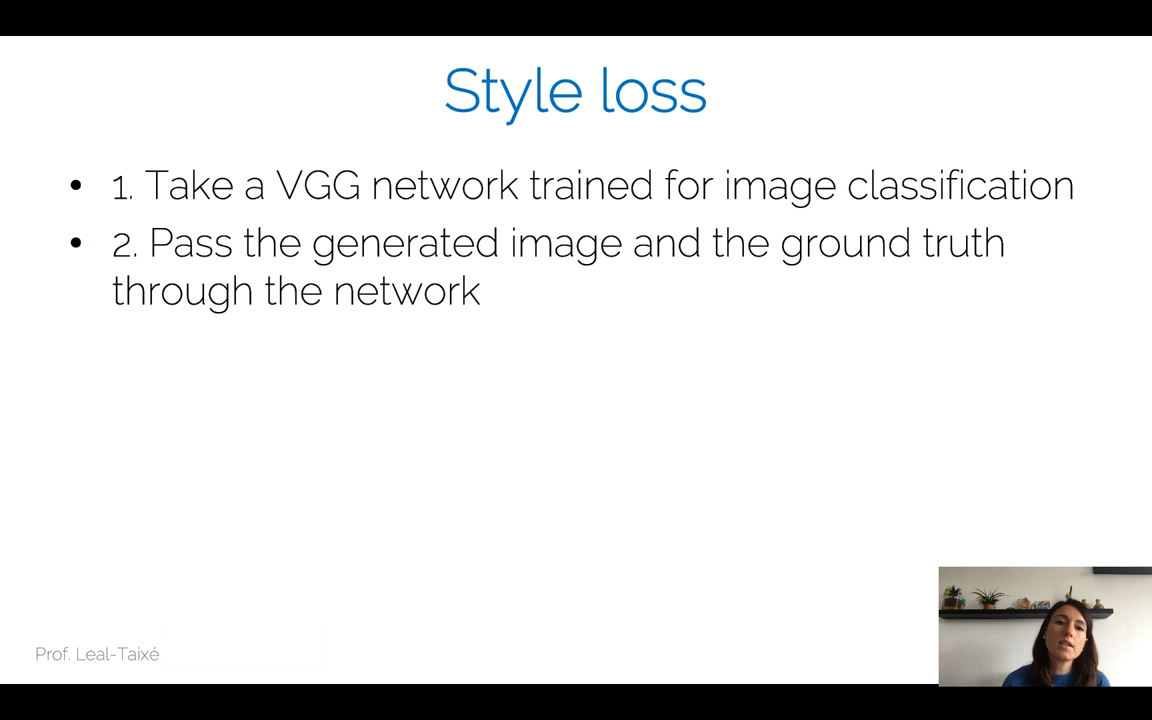 Style loss
• 1. Take a VGG network trained for image classification
• 2. Pass the generated image and the ground truth
through the network
Prof. Leal-Taixé